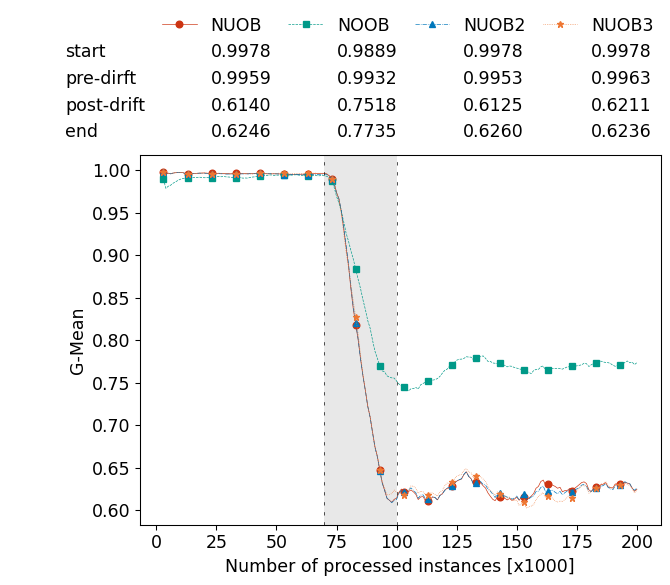 NUOB NOOB NUOB2 NUOB3
start 0.9978 0.9889 0.9978 0.9978
pre-dirft 0.9959 0.9932 0.9953 0.9963
post-drift 0.6140 0.7518 0.6125 0.6211
end 0.6246 0.7735 0.6260 0.6236
1.00
0.95
0.90
0.85
0.80
0.75
0.70
0.65
0.60
G-Mean
0 25 50 75 100 125 150 175 200
Number of processed instances [x1000]